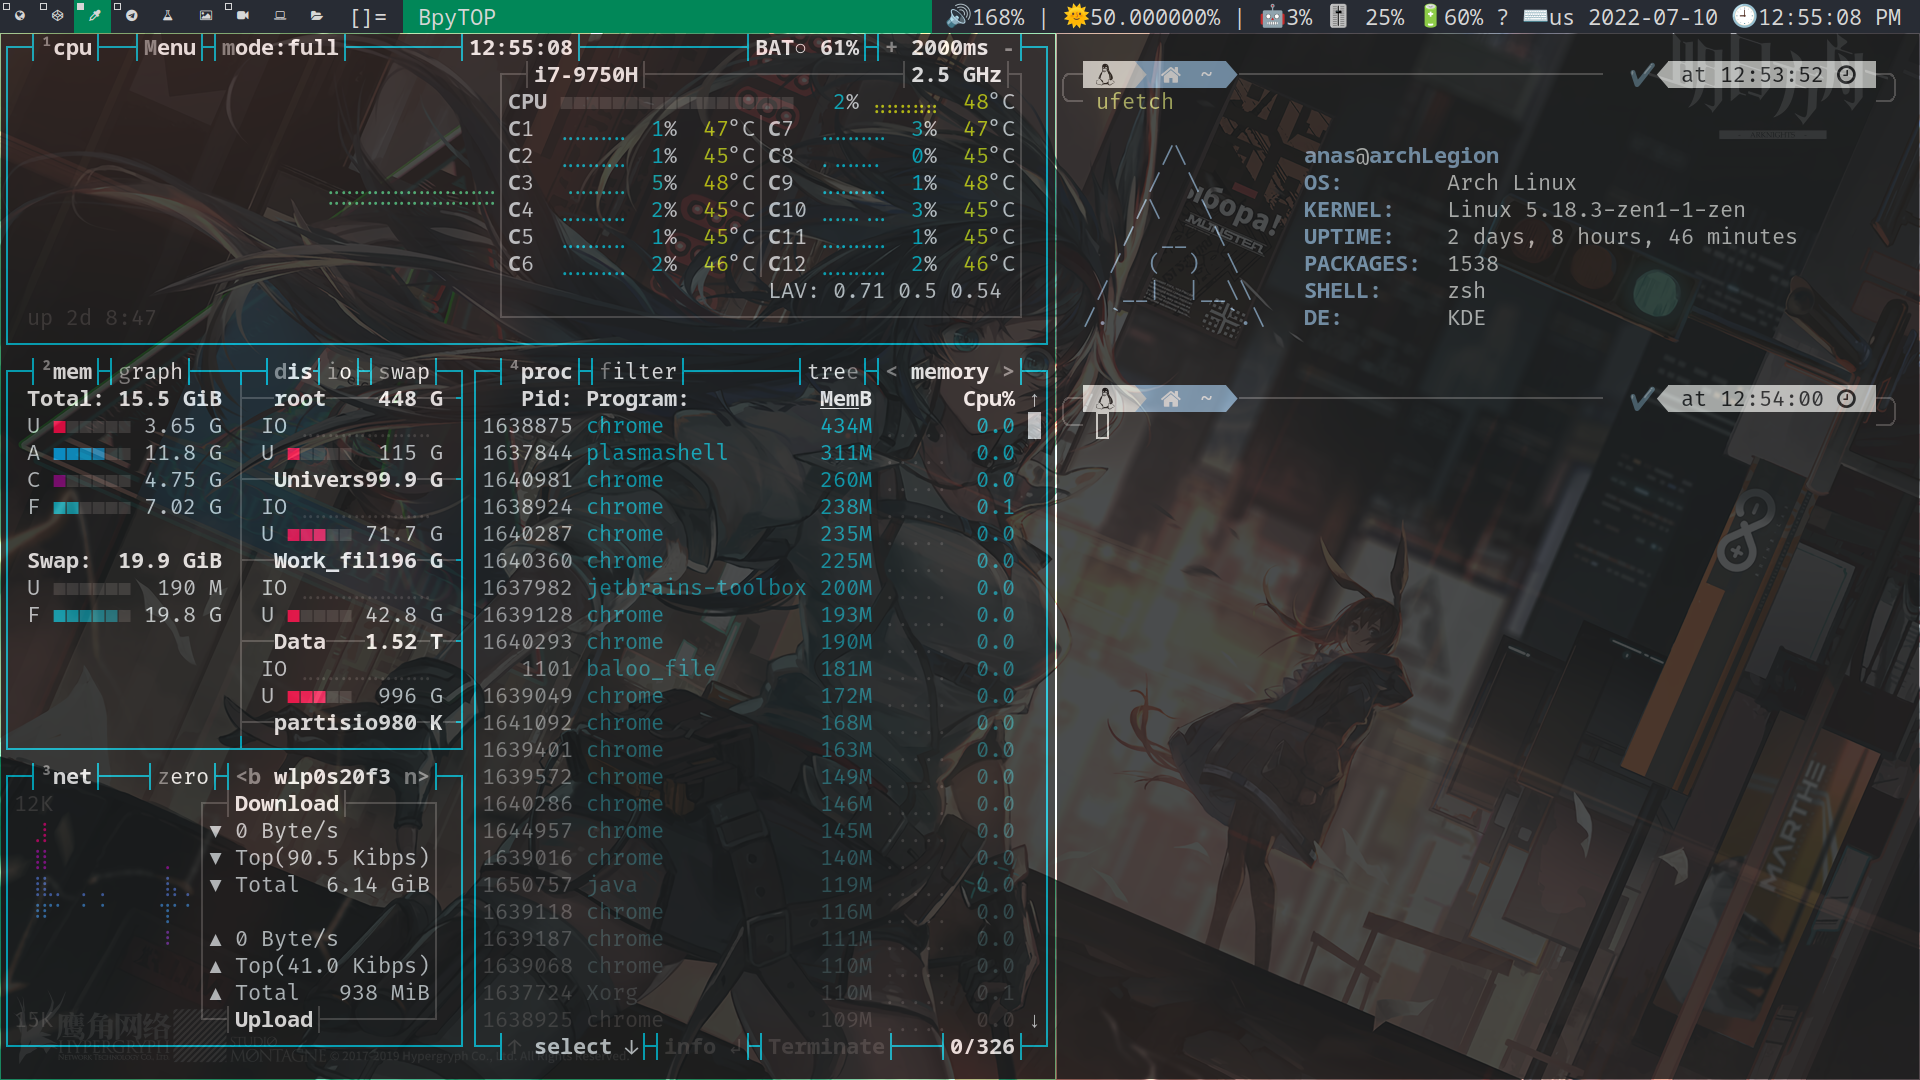 []= BpyTOP 🔊168% | 🌞50.000000% | 🤖3% 🎚 25% 🔋60% ? ⌨us 2022-07-10 🕘12:55:08 PM
¹cpu Menu mode:full 12:55:08 BAT○ 61% + 2000ms -
i7-9750H 2.5 GHz
CPU 2% 48°C
C1 1% 47°C C7 3% 47°C
C2 1% 45°C C8 0% 45°C
C3 5% 48°C C9 1% 48°C
C4 2% 45°C C10 3% 45°C
C5 1% 45°C C11 1% 45°C
C6 2% 46°C C12 2% 46°C
LAV: 0.71 0.5 0.54
up 2d 8:47
²mem graph
Total: 15.5 GiB
U 3.65 G
A 11.8 G
C 4.75 G
F 7.02 G
Swap: 19.9 GiB
U 190 M
F 19.8 G
dis io swap
root 448 G
IO
U 115 G
Univers99.9 G
IO
U 71.7 G
Work_fil196 G
IO
U 42.8 G
Data 1.52 T
IO
U 996 G
partisio980 K
³net zero <b wlp0s20f3 n>
12K
Download
▼ 0 Byte/s
▼ Top(90.5 Kibps)
▼ Total 6.14 GiB
▲ 0 Byte/s
▲ Top(41.0 Kibps)
▲ Total 938 MiB
15K
Upload
鹰角网络
HYPERGRYPH
STUDIO
MONTAGNE
⁴proc filter tree < memory >
Pid: Program: MemB Cpu% ↑
1638875 chrome 434M 0.0
1637844 plasmashell 311M 0.0
1640981 chrome 260M 0.0
1638924 chrome 238M 0.1
1640287 chrome 235M 0.0
1640360 chrome 225M 0.0
1637982 jetbrains-toolbox 200M 0.0
1639128 chrome 193M 0.0
1640293 chrome 190M 0.0
1101 baloo_file 181M 0.0
1639049 chrome 172M 0.0
1641092 chrome 168M 0.0
1639401 chrome 163M 0.0
1639572 chrome 149M 0.0
1640286 chrome 146M 0.0
1644957 chrome 145M 0.0
1639016 chrome 140M 0.0
1650757 java 119M 0.0
1639118 chrome 116M 0.0
1639187 chrome 111M 0.0
1639068 chrome 110M 0.0
1637724 Xorg 110M 0.1
1638925 chrome 109M 0.0 ↓
↑ select ↓ info ↲ Terminate 0/326
~ ✔ at 12:53:52
ufetch
anas@archLegion
OS: Arch Linux
KERNEL: Linux 5.18.3-zen1-1-zen
UPTIME: 2 days, 8 hours, 46 minutes
PACKAGES: 1538
SHELL: zsh
DE: KDE
~ ✔ at 12:54:00
MARTHE